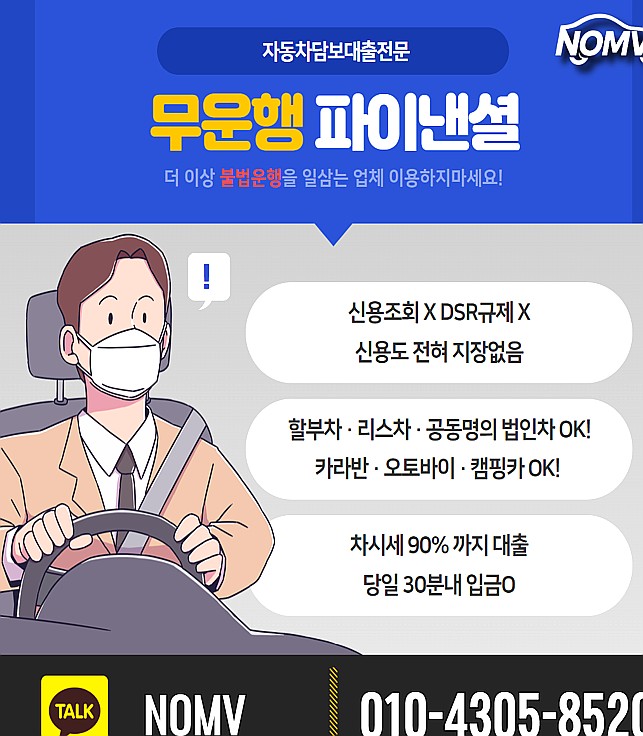 자동차담보대출전문
NOMV
무운행 파이낸셜
더 이상 불법운행을 일삼는 업체 이용하지마세요!
!
신용조회 X DSR규제 X
신용도 전혀 지장없음
할부차 · 리스차 · 공동명의 법인차 OK!
카라반 · 오토바이 · 캠핑카 OK!
차시세 90% 까지 대출
당일 30분내 입금O
TALK
NOMV
010-4305-8520